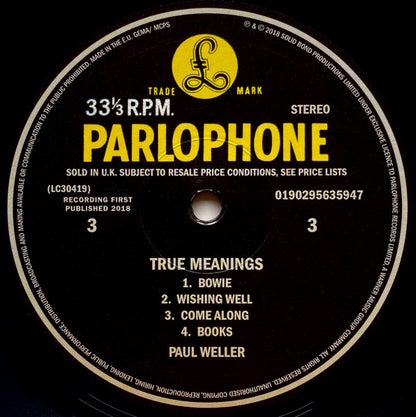 TRADE MARK
33⅓ R.P.M.
STEREO
PARLOPHONE
SOLD IN U.K. SUBJECT TO RESALE PRICE CONDITIONS, SEE PRICE LISTS
(LC30419)
RECORDING FIRST
PUBLISHED 2018
0190295635947
3
3
TRUE MEANINGS
1. BOWIE
2. WISHING WELL
3. COME ALONG
4. BOOKS
PAUL WELLER
℗ & © 2018 SOLID BOND PRODUCTIONS LIMITED UNDER EXCLUSIVE LICENCE TO PARLOPHONE RECORDS LIMITED. A WARNER MUSIC GROUP COMPANY. ALL RIGHTS RESERVED. UNAUTHORISED COPYING, REPRODUCTION, HIRING, LENDING, PUBLIC PERFORMANCE, DISTRIBUTION, BROADCASTING AND MAKING AVAILABLE OR COMMUNICATION TO THE PUBLIC PROHIBITED. MADE IN THE E.U. GEMA/ MCPS